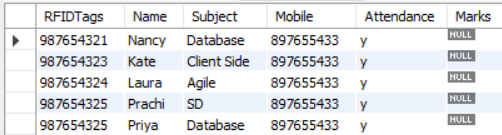 RFIDTags Name Subject Mobile Attendance Marks
987654321 Nancy Database 897655433 y NULL
987654323 Kate Client Side 897655433 y NULL
987654324 Laura Agile 897655433 y NULL
987654325 Prachi SD 897655433 y NULL
987654325 Priya Database 897655433 y NULL